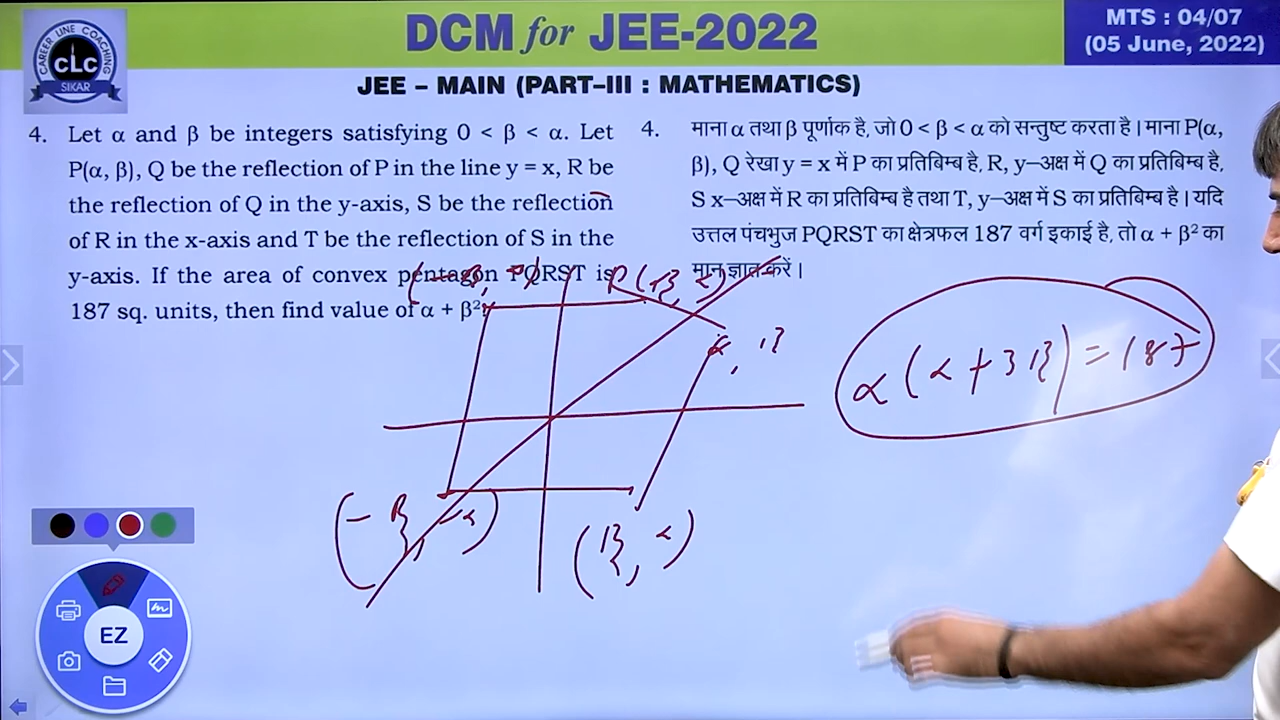 DCM for JEE-2022
MTS : 04/07
(05 June, 2022)
CAREER LINE COACHING
CLC
SIKAR
JEE – MAIN (PART–III : MATHEMATICS)
4. Let α and β be integers satisfying 0 < β < α. Let
P(α, β), Q be the reflection of P in the line y = x, R be
the reflection of Q in the y-axis, S be the reflection
of R in the x-axis and T be the reflection of S in the
y-axis. If the area of convex pentagon PQRST is
187 sq. units, then find value of α + β²
4. माना α तथा β पूर्णांक है, जो 0 < β < α को सन्तुष्ट करता है। माना P(α,
β), Q रेखा y = x में P का प्रतिबिम्ब है, R, y–अक्ष में Q का प्रतिबिम्ब है,
S x–अक्ष में R का प्रतिबिम्ब है तथा T, y–अक्ष में S का प्रतिबिम्ब है। यदि
उत्तल पंचभुज PQRST का क्षेत्रफल 187 वर्ग इकाई है, तो α + β² का
मान ज्ञात करें।
α, β
α(α+3β) = 187
(-β, -α)
(β, α)
EZ